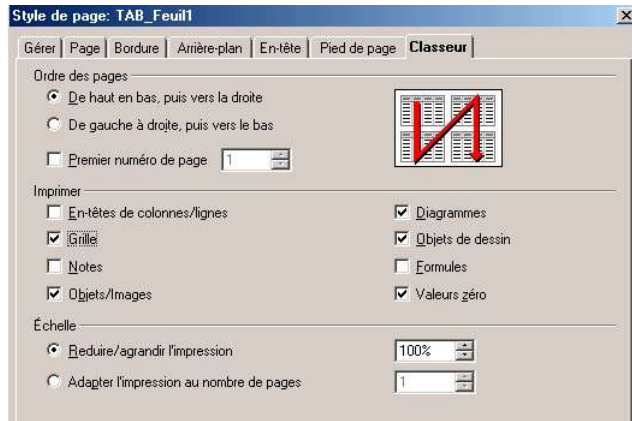 Style de page: TAB_Feuil1
Gérer Page Bordure Arrière-plan En-tête Pied de page Classeur
Ordre des pages
De haut en bas, puis vers la droite
De gauche à droite, puis vers le bas
Premier numéro de page 1
Imprimer
En-têtes de colonnes/lignes Diagrammes
Grille Objets de dessin
Notes Formules
Objets/Images Valeurs zéro
Échelle
Reduire/agrandir l'impression 100%
Adapter l'impression au nombre de pages 1